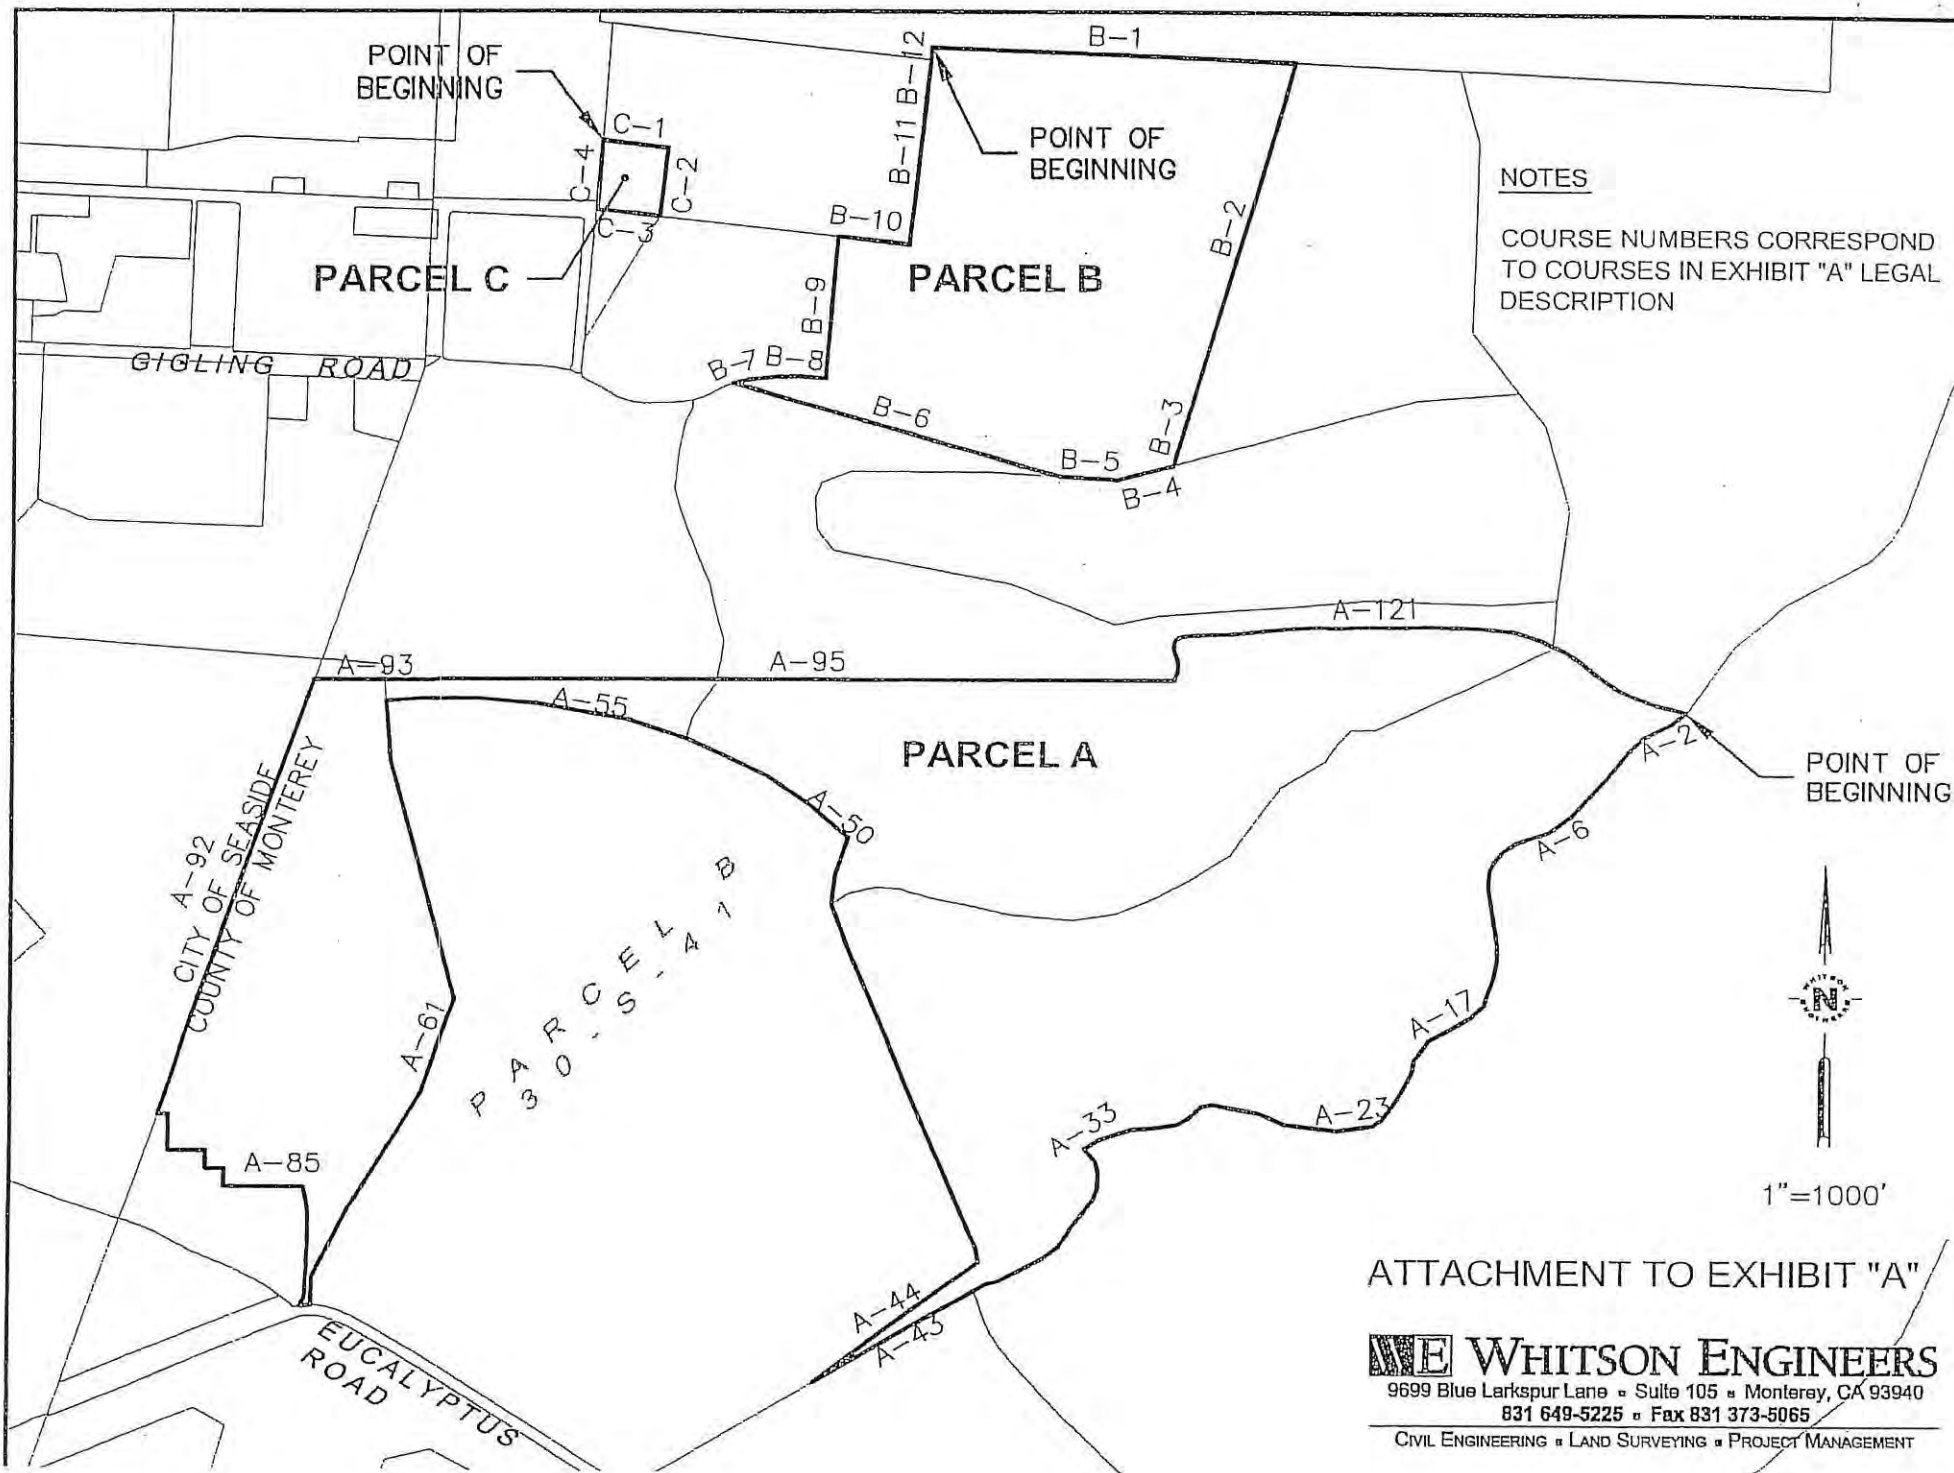 POINT OF
BEGINNING
C-1
C-2
C-3
C-4
PARCEL C
B-12
B-1
B-11
POINT OF
BEGINNING
B-2
B-10
PARCEL B
B-9
B-8
B-7
B-6
B-3
B-5
B-4
NOTES
COURSE NUMBERS CORRESPOND
TO COURSES IN EXHIBIT "A" LEGAL
DESCRIPTION
GIGLING ROAD
A-121
A-93
A-95
A-55
PARCEL A
A-2
POINT OF
BEGINNING
A-50
A-6
A-92
CITY OF SEASIDE
COUNTY OF MONTEREY
PARCEL
30-S-41B
A-61
A-17
A-23
A-33
A-85
A-44
A-43
EUCALYPTUS
ROAD
WHITSON
N
ENGINEERS
1"=1000'
ATTACHMENT TO EXHIBIT "A"
WE WHITSON ENGINEERS
9699 Blue Larkspur Lane ▫ Suite 105 ▫ Monterey, CA 93940
831 649-5225 ▫ Fax 831 373-5065
CIVIL ENGINEERING ▫ LAND SURVEYING ▫ PROJECT MANAGEMENT